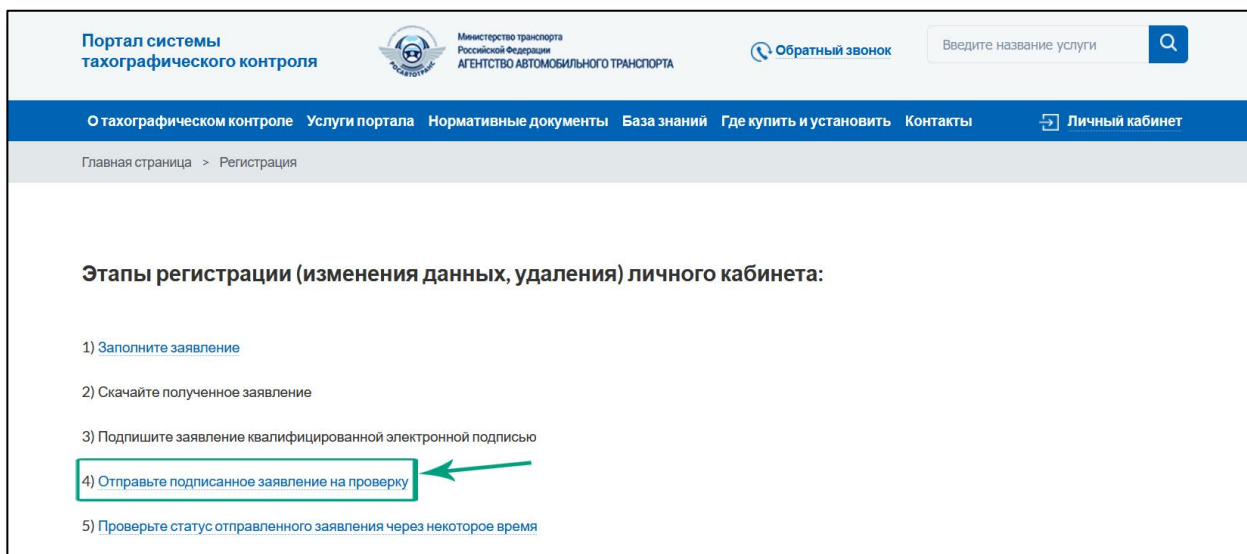 Портал системы
тахографического контроля
РОСАВТОТРАНС
Министерство транспорта
Российской Федерации
АГЕНТСТВО АВТОМОБИЛЬНОГО ТРАНСПОРТА
Обратный звонок
Введите название услуги
О тахографическом контроле Услуги портала Нормативные документы База знаний Где купить и установить Контакты Личный кабинет
Главная страница > Регистрация
Этапы регистрации (изменения данных, удаления) личного кабинета:
1) Заполните заявление
2) Скачайте полученное заявление
3) Подпишите заявление квалифицированной электронной подписью
4) Отправьте подписанное заявление на проверку
5) Проверьте статус отправленного заявления через некоторое время